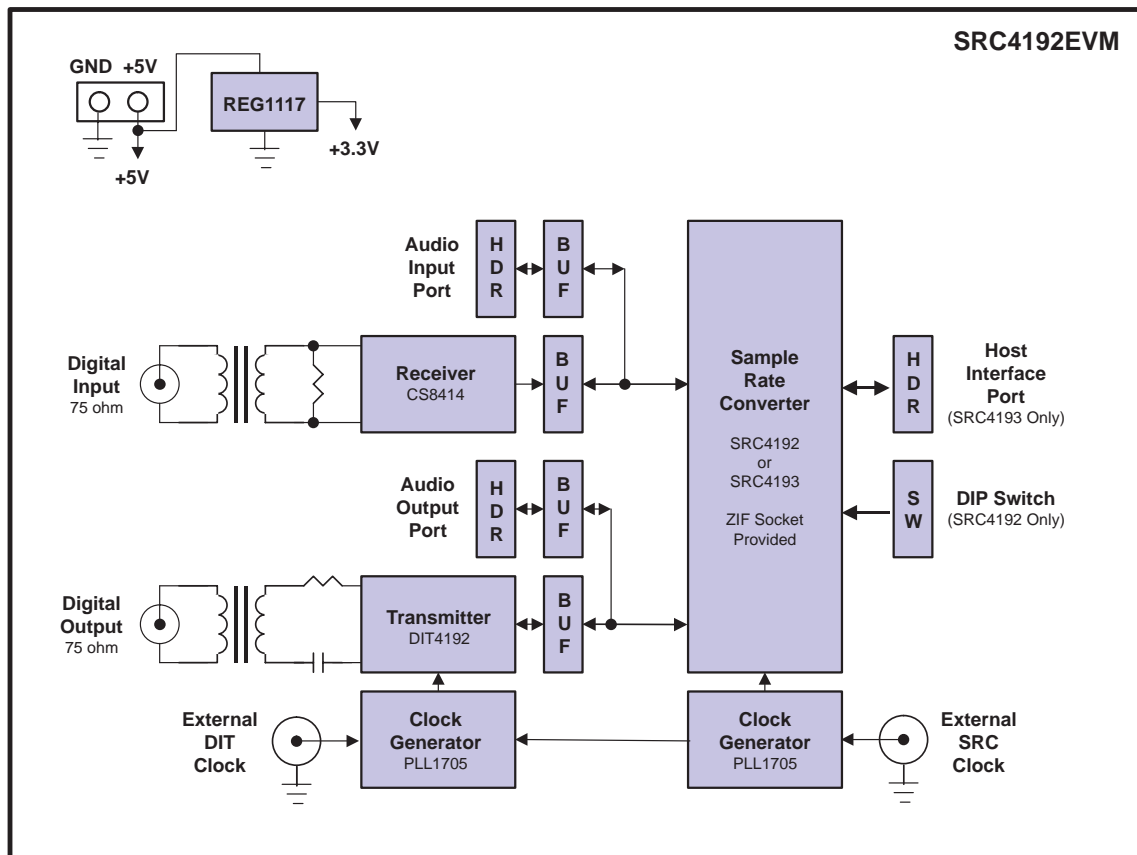 SRC4192EVM
GND +5V
REG1117
+3.3V
+5V
Audio
Input
Port
H
D
R
B
U
F
Digital
Input
75 ohm
Receiver
CS8414
B
U
F
Sample
Rate
Converter
SRC4192
or
SRC4193
ZIF Socket
Provided
H
D
R
Host
Interface
Port
(SRC4193 Only)
Audio
Output
Port
H
D
R
B
U
F
S
W
DIP Switch
(SRC4192 Only)
Digital
Output
75 ohm
Transmitter
DIT4192
B
U
F
External
DIT
Clock
Clock
Generator
PLL1705
Clock
Generator
PLL1705
External
SRC
Clock